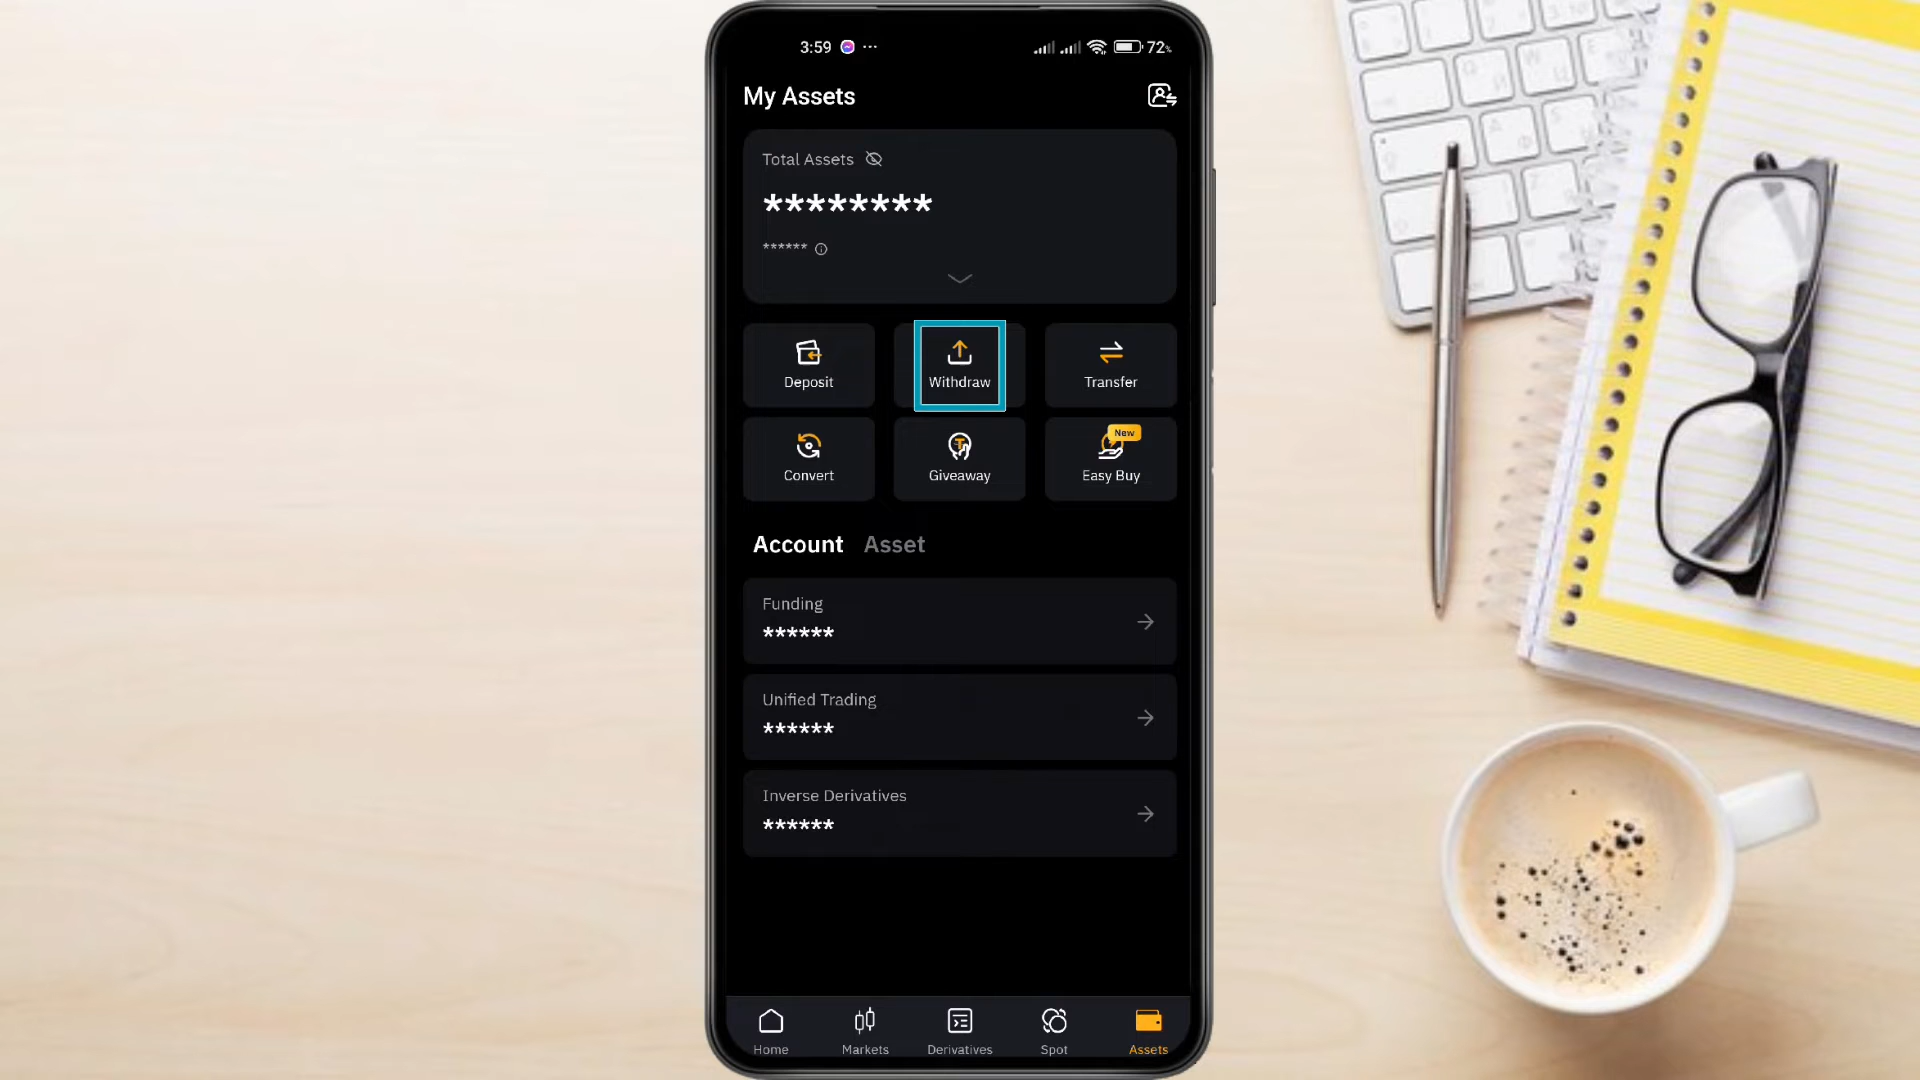 3:59 ··· 72%
My Assets
Total Assets
********
******
Deposit
Withdraw
Transfer
Convert
Giveaway
New
Easy Buy
Account Asset
Funding
******
Unified Trading
******
Inverse Derivatives
******
Home
Markets
Derivatives
Spot
Assets